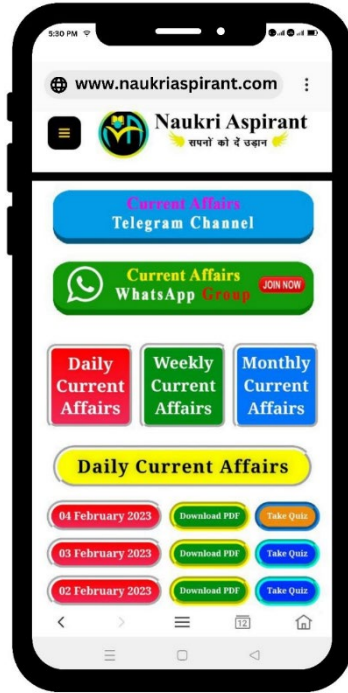 5:30 PM
www.naukriaspirant.com
Naukri Aspirant
सपनों को दें उड़ान
Current Affairs
Telegram Channel
Current Affairs
WhatsApp Group JOIN NOW
Daily Current Affairs
Weekly Current Affairs
Monthly Current Affairs
Daily Current Affairs
04 February 2023 Download PDF Take Quiz
03 February 2023 Download PDF Take Quiz
02 February 2023 Download PDF Take Quiz
12